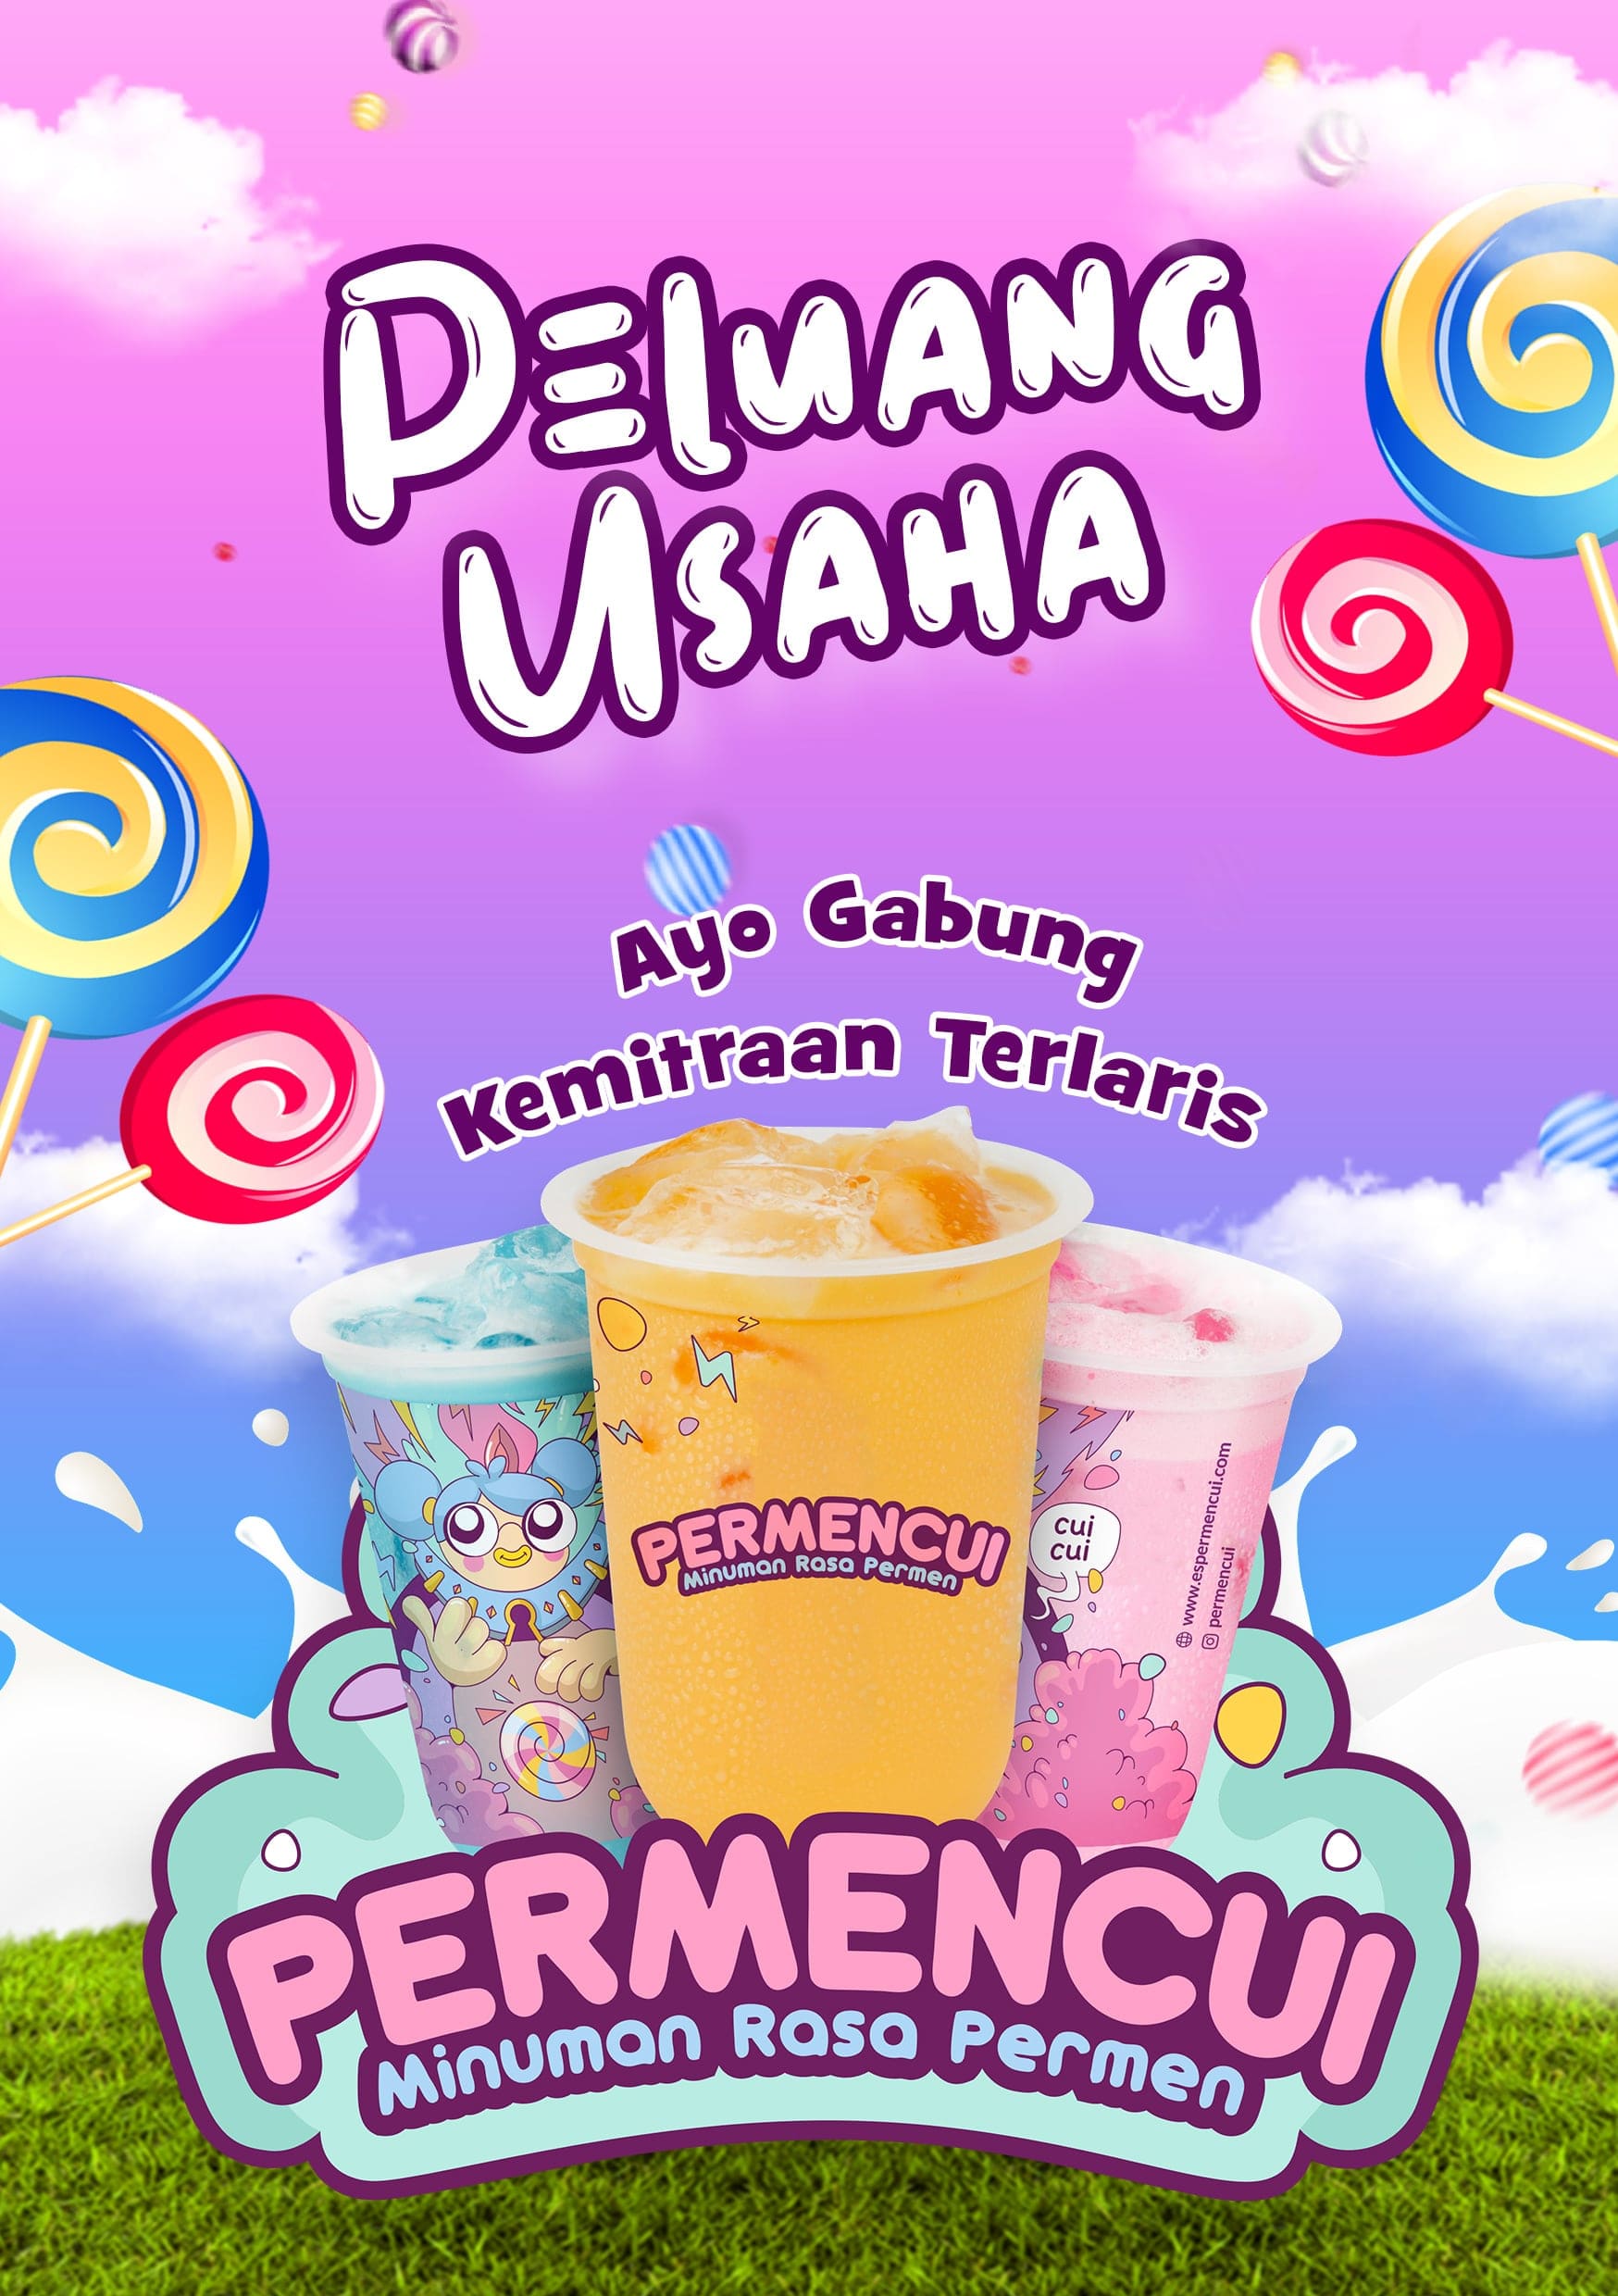 PELUANG
USAHA
Ayo Gabung
Kemitraan Terlaris
PERMENCUI
Minuman Rasa Permen
cui
cui
www.espermencui.com
permencui
PERMENCUI
Minuman Rasa Permen